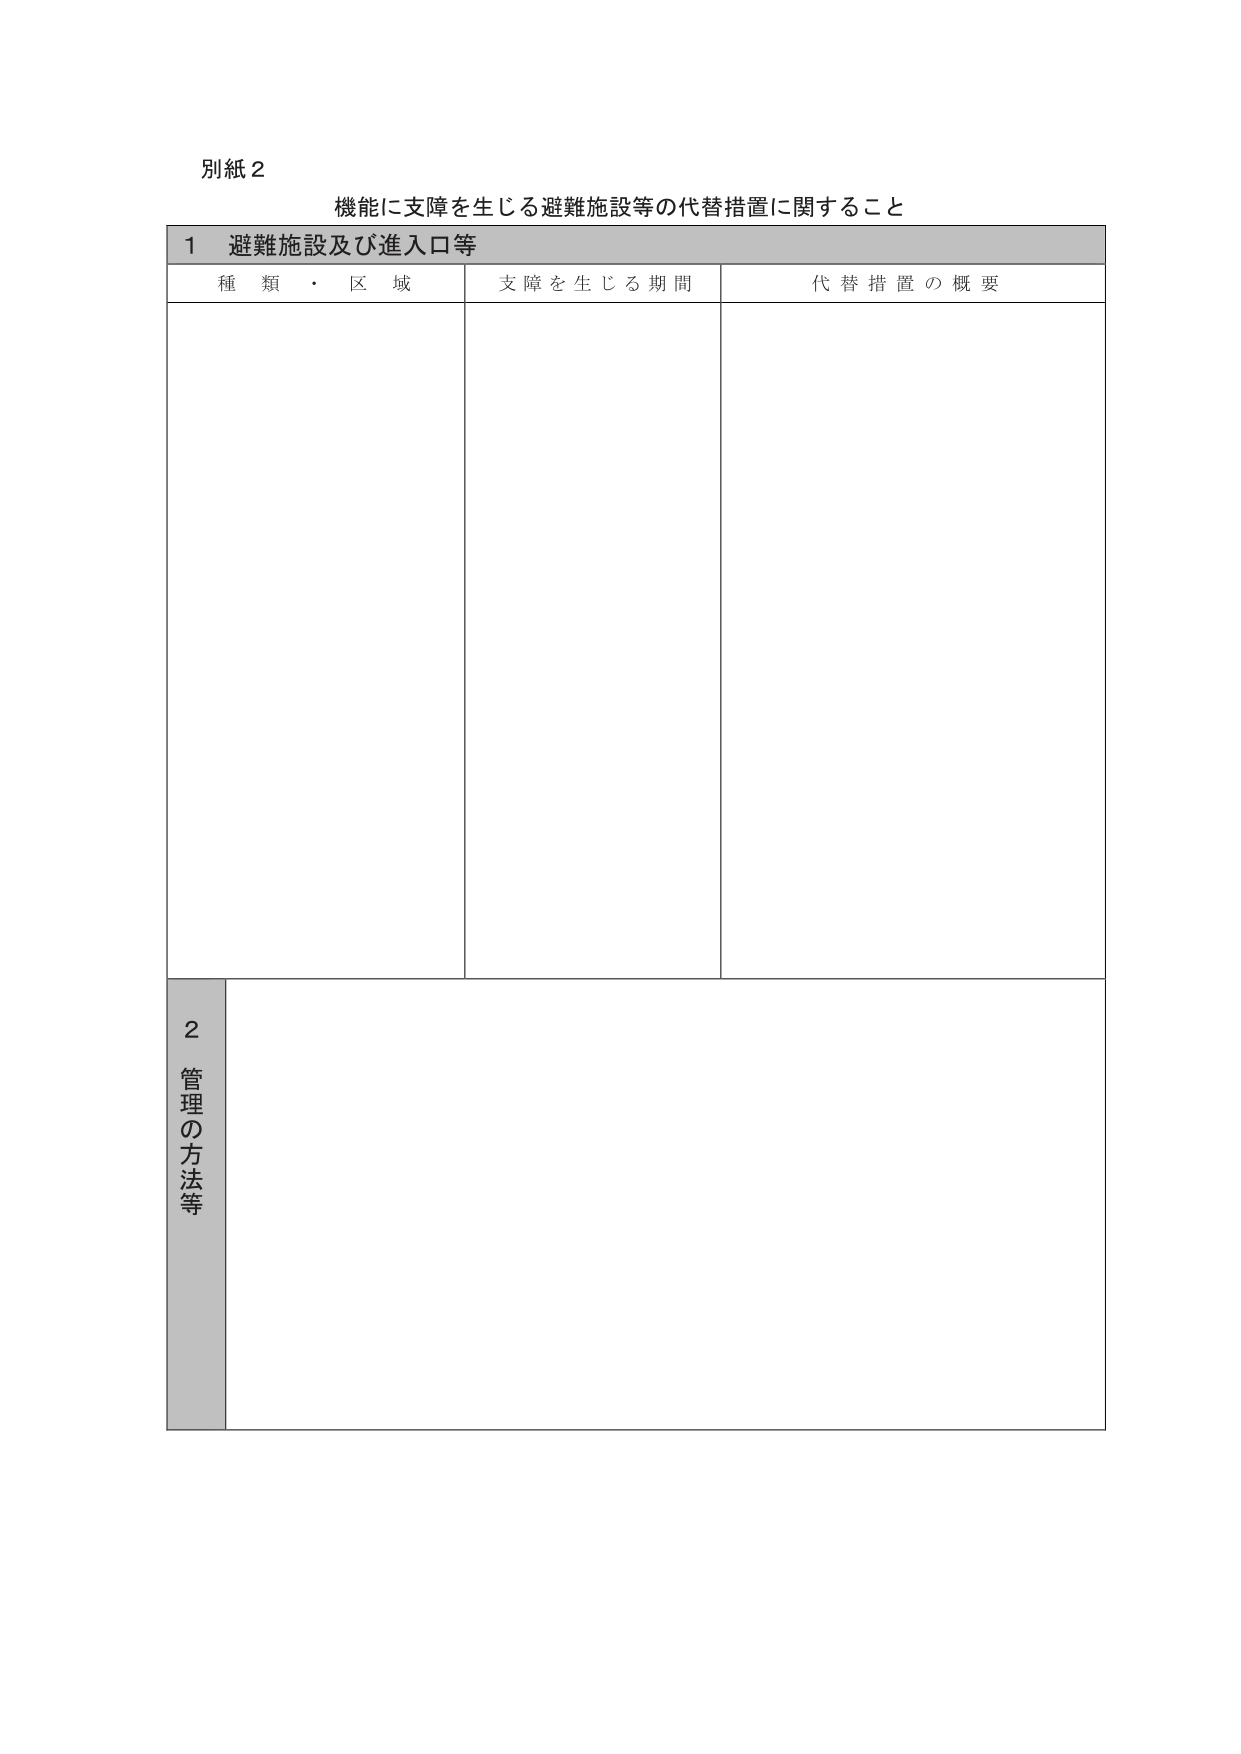 別紙２
機能に支障を生じる避難施設等の代替措置に関すること
１　避難施設及び進入口等
種類・区域
支障を生じる期間
代替措置の概要
２　管理の方法等